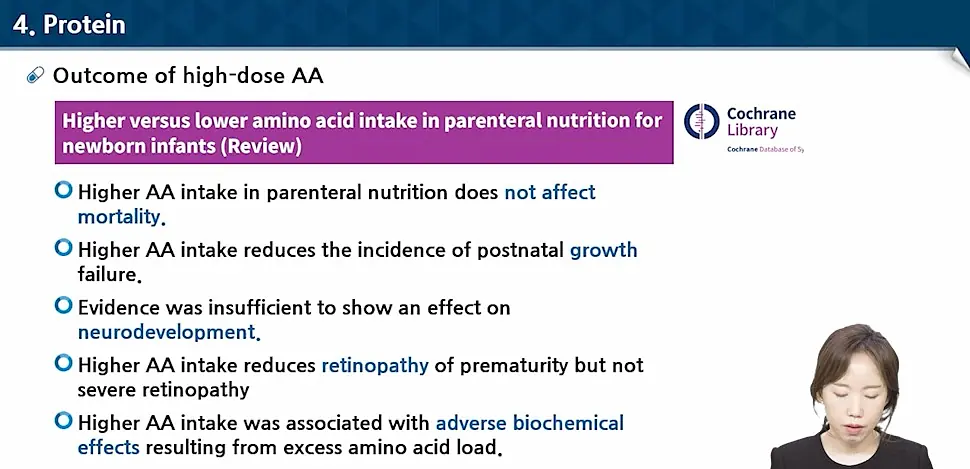 4. Protein
Outcome of high-dose AA
Higher versus lower amino acid intake in parenteral nutrition for
newborn infants (Review)
Cochrane
Library
Cochrane Database of Sy
Higher AA intake in parenteral nutrition does not affect
mortality.
Higher AA intake reduces the incidence of postnatal growth
failure.
Evidence was insufficient to show an effect on
neurodevelopment.
Higher AA intake reduces retinopathy of prematurity but not
severe retinopathy
Higher AA intake was associated with adverse biochemical
effects resulting from excess amino acid load.